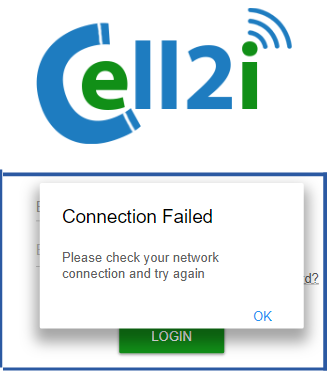 Cell2i
Connection Failed
Please check your network
connection and try again
OK
LOGIN